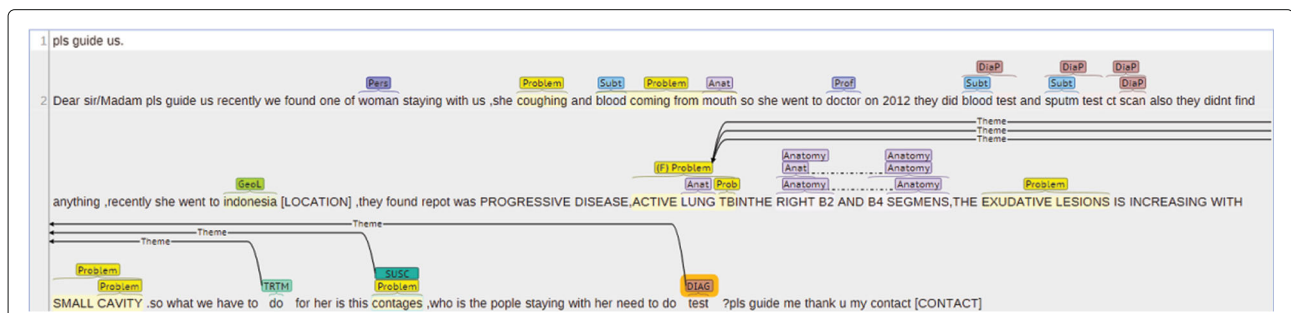 1 pls guide us.
Pers Problem Subt Problem Anat Prof DiaP Subt DiaP Subt DiaP DiaP
2 Dear sir/Madam pls guide us recently we found one of woman staying with us ,she coughing and blood coming from mouth so she went to doctor on 2012 they did blood test and sputm test ct scan also they didnt find
Theme
Theme
Theme
(F) Problem Anatomy Anatomy
Anat Anatomy
GeoL Anat Prob Anatomy Anatomy Problem
anything ,recently she went to indonesia [LOCATION] ,they found repot was PROGRESSIVE DISEASE,ACTIVE LUNG TBINTHE RIGHT B2 AND B4 SEGMENS,THE EXUDATIVE LESIONS IS INCREASING WITH
Theme
Theme
Theme
Problem SUSC
Problem TRTM Problem DIAG
SMALL CAVITY .so what we have to do for her is this contages ,who is the pople staying with her need to do test ?pls guide me thank u my contact [CONTACT]